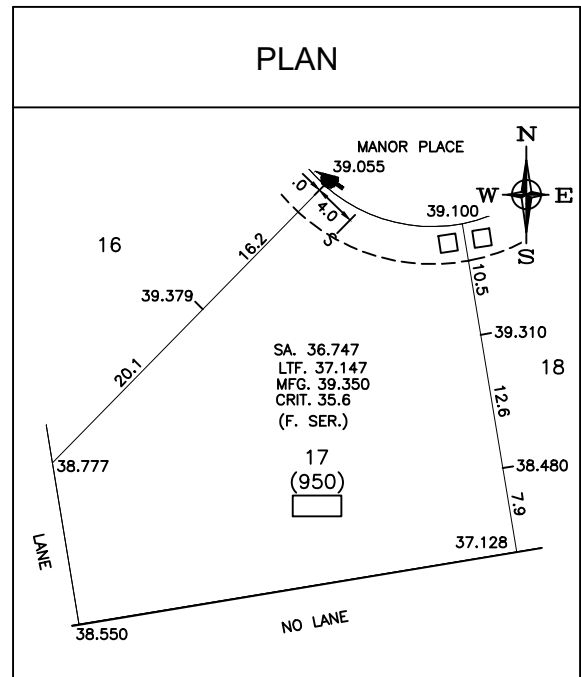 PLAN
MANOR PLACE
39.055
N
W
E
S
39.100
.0
4.0
S
16
16.2
10.5
39.379
39.310
20.1
SA. 36.747
LTF. 37.147
MFG. 39.350
CRIT. 35.6
(F. SER.)
18
12.6
17
(950)
38.777
38.480
7.9
LANE
37.128
NO LANE
38.550